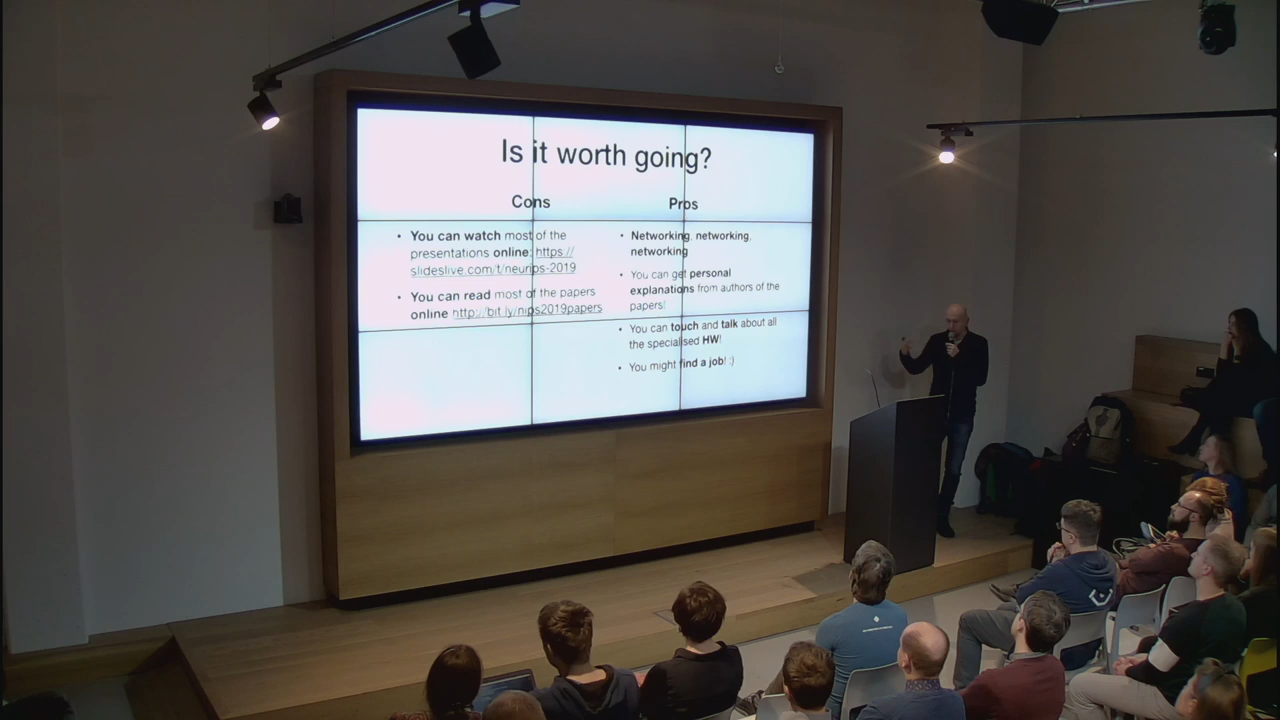 Is it worth going?
Cons
• You can watch most of the
presentations online: https://
slideslive.com/t/neurips-2019
• You can read most of the papers
online http://bit.ly/nips2019papers
Pros
• Networking, networking,
networking
• You can get personal
explanations from authors of the
papers!
• You can touch and talk about all
the specialised HW!
• You might find a job! :)